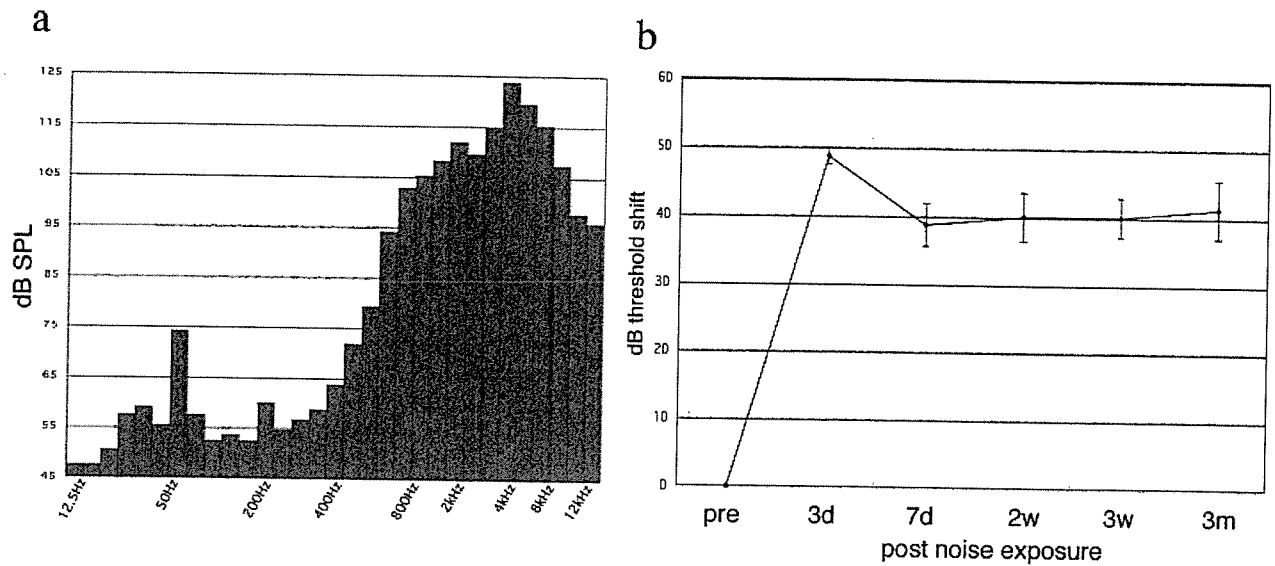 a
125
115
105
95
85
75
65
55
45
dB SPL
12.5Hz
50Hz
200Hz
400Hz
800Hz
2kHz
4kHz
6kHz
12kHz
b
60
50
40
30
20
10
0
dB threshold shift
pre
3d
7d
2w
3w
3m
post noise exposure